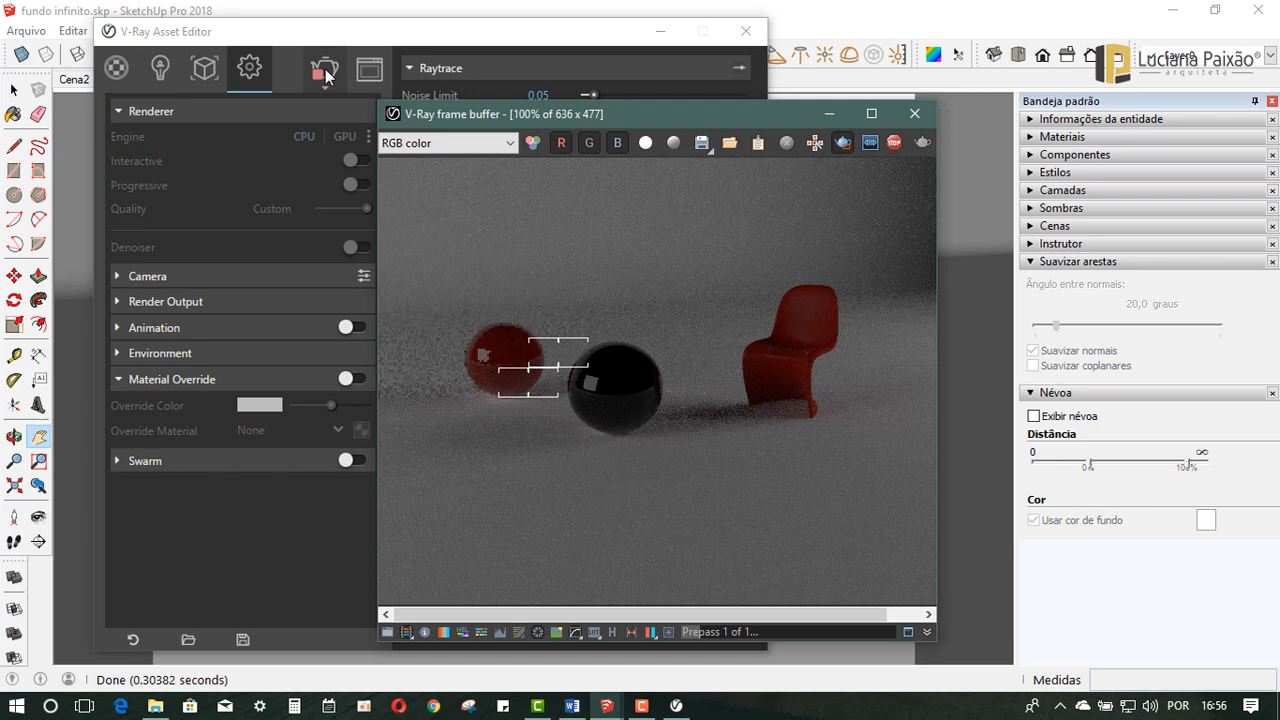 fundo infinito.skp - SketchUp Pro 2018
Arquivo
Editar
Cena2
V-Ray Asset Editor
Renderer
Engine
CPU
GPU
Interactive
Progressive
Quality
Custom
Denoiser
Camera
Render Output
Animation
Environment
Material Override
Override Color
Override Material
None
Swarm
Raytrace
Noise Limit
0.05
V-Ray frame buffer - [100% of 636 x 477]
RGB color
R
G
B
STOP
H
Prepass 1 of 1...
Luciana Paixão
arquiteta
Bandeja padrão
Informações da entidade
Materiais
Componentes
Estilos
Camadas
Sombras
Cenas
Instrutor
Suavizar arestas
Ângulo entre normais:
20,0 graus
Suavizar normais
Suavizar coplanares
Névoa
Exibir névoa
Distância
0
∞
0%
100%
Cor
Usar cor de fundo
Done (0.30382 seconds)
Medidas
POR
16:56